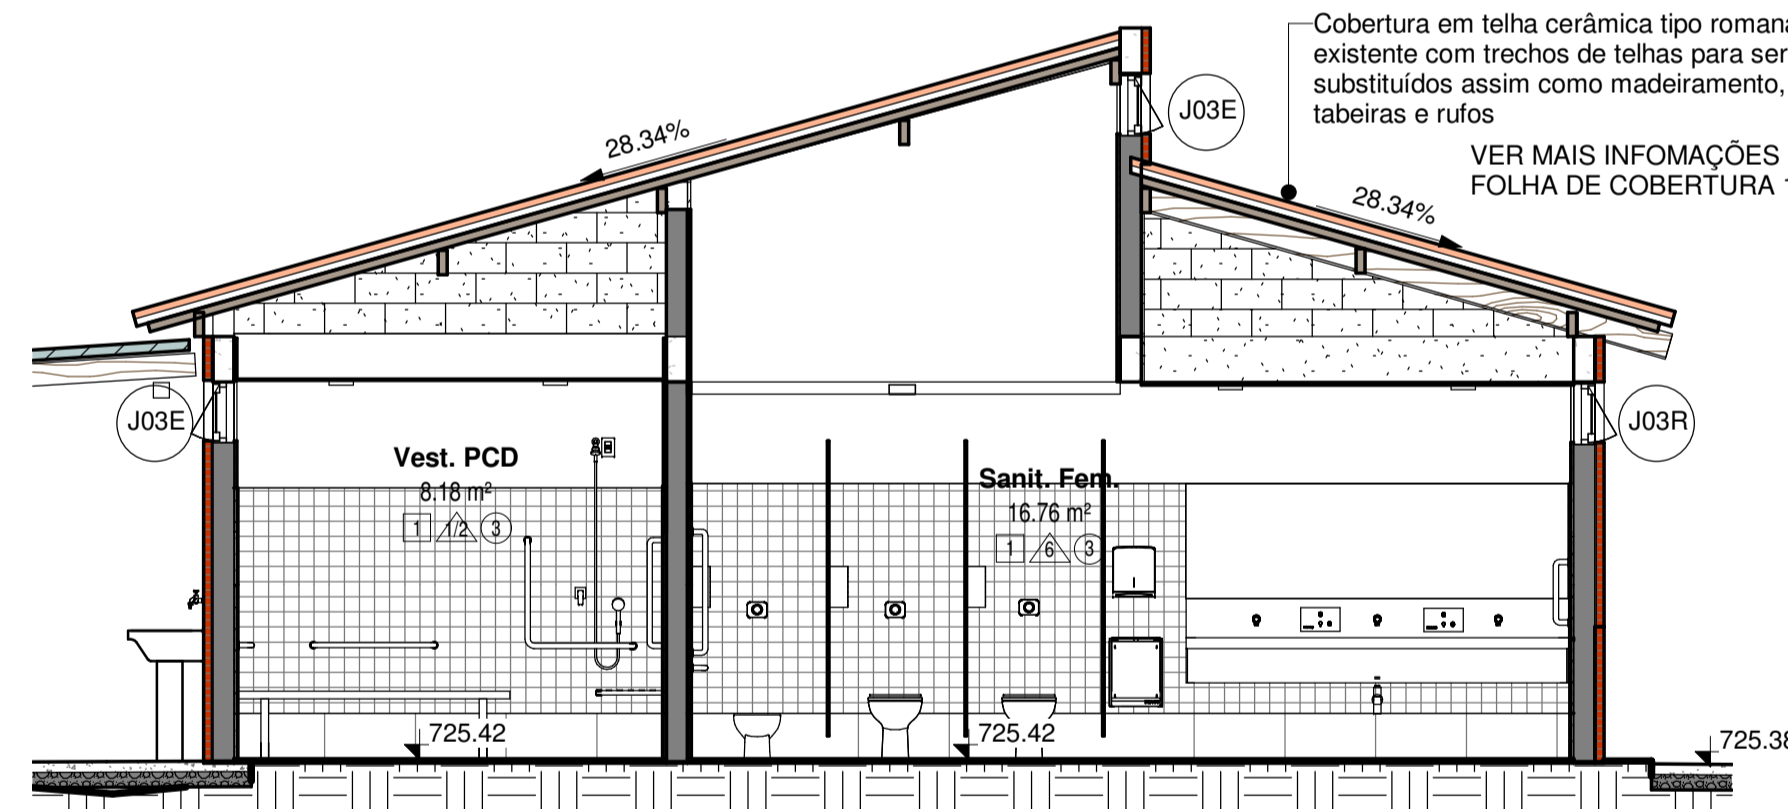 Cobertura em telha cerâmica tipo romana
existente com trechos de telhas para ser
substituídos assim como madeiramento,
tabeiras e rufos
VER MAIS INFOMAÇÕES
FOLHA DE COBERTURA
28.34%
28.34%
J03E
J03E
J03R
Vest. PCD
8.18 m²
1 1/2 3
Sanit. Fem.
16.76 m²
1 6 3
725.42
725.42
725.38